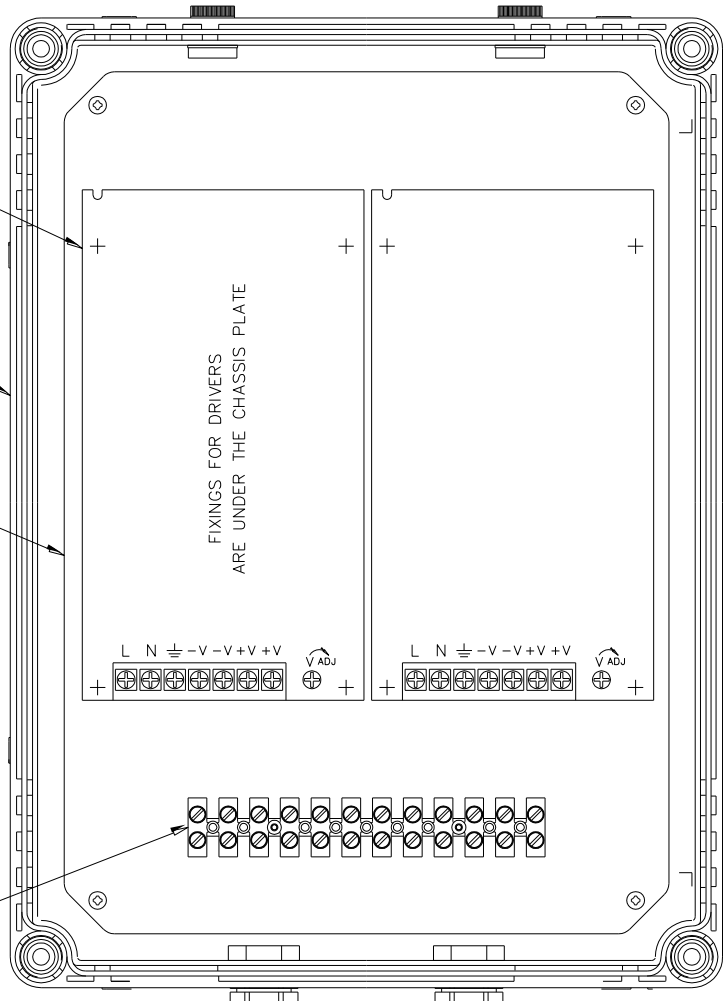 FIXINGS FOR DRIVERS
ARE UNDER THE CHASSIS PLATE
L N ⏚ -V -V +V +V
V ADJ
L N ⏚ -V -V +V +V
V ADJ